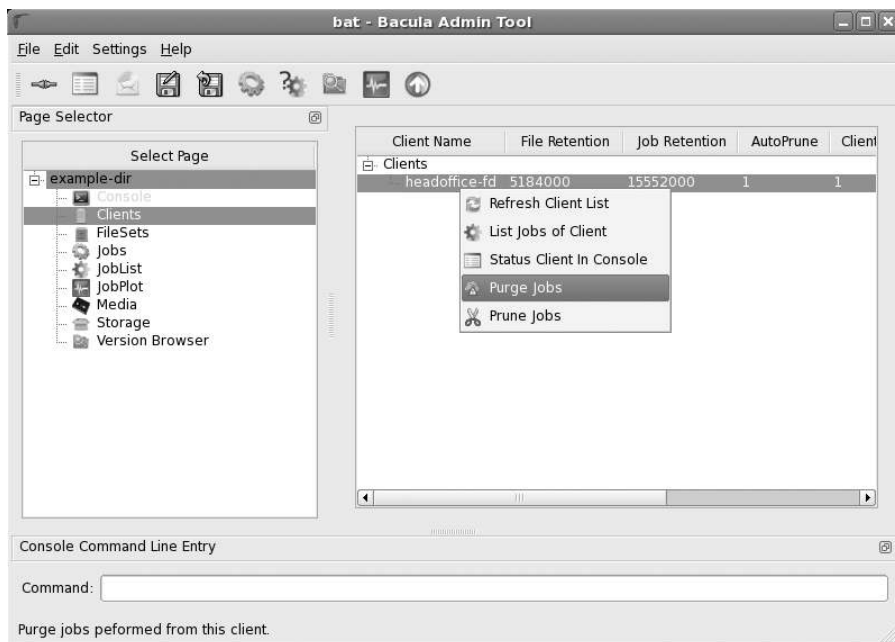 bat - Bacula Admin Tool
File Edit Settings Help
Page Selector
Select Page
example-dir
Console
Clients
FileSets
Jobs
JobList
JobPlot
Media
Storage
Version Browser
Client Name File Retention Job Retention AutoPrune Client
Clients
headoffice-fd 5184000 15552000 1 1
Refresh Client List
List Jobs of Client
Status Client In Console
Purge Jobs
Prune Jobs
Console Command Line Entry
Command:
Purge jobs peformed from this client.